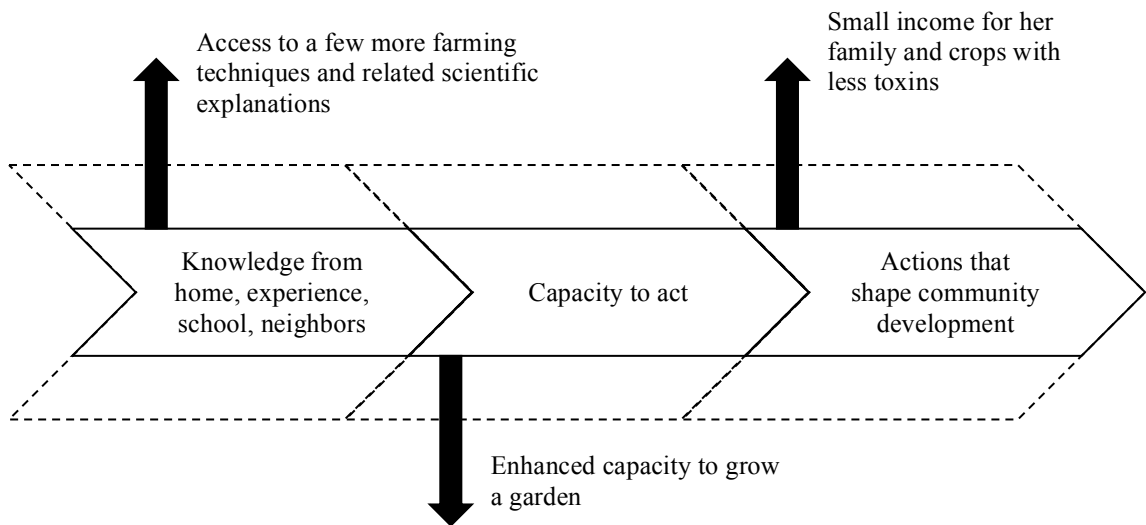 Access to a few more farming
techniques and related scientific
explanations
Small income for her
family and crops with
less toxins
Knowledge from
home, experience,
school, neighbors
Capacity to act
Actions that
shape community
development
Enhanced capacity to grow
a garden